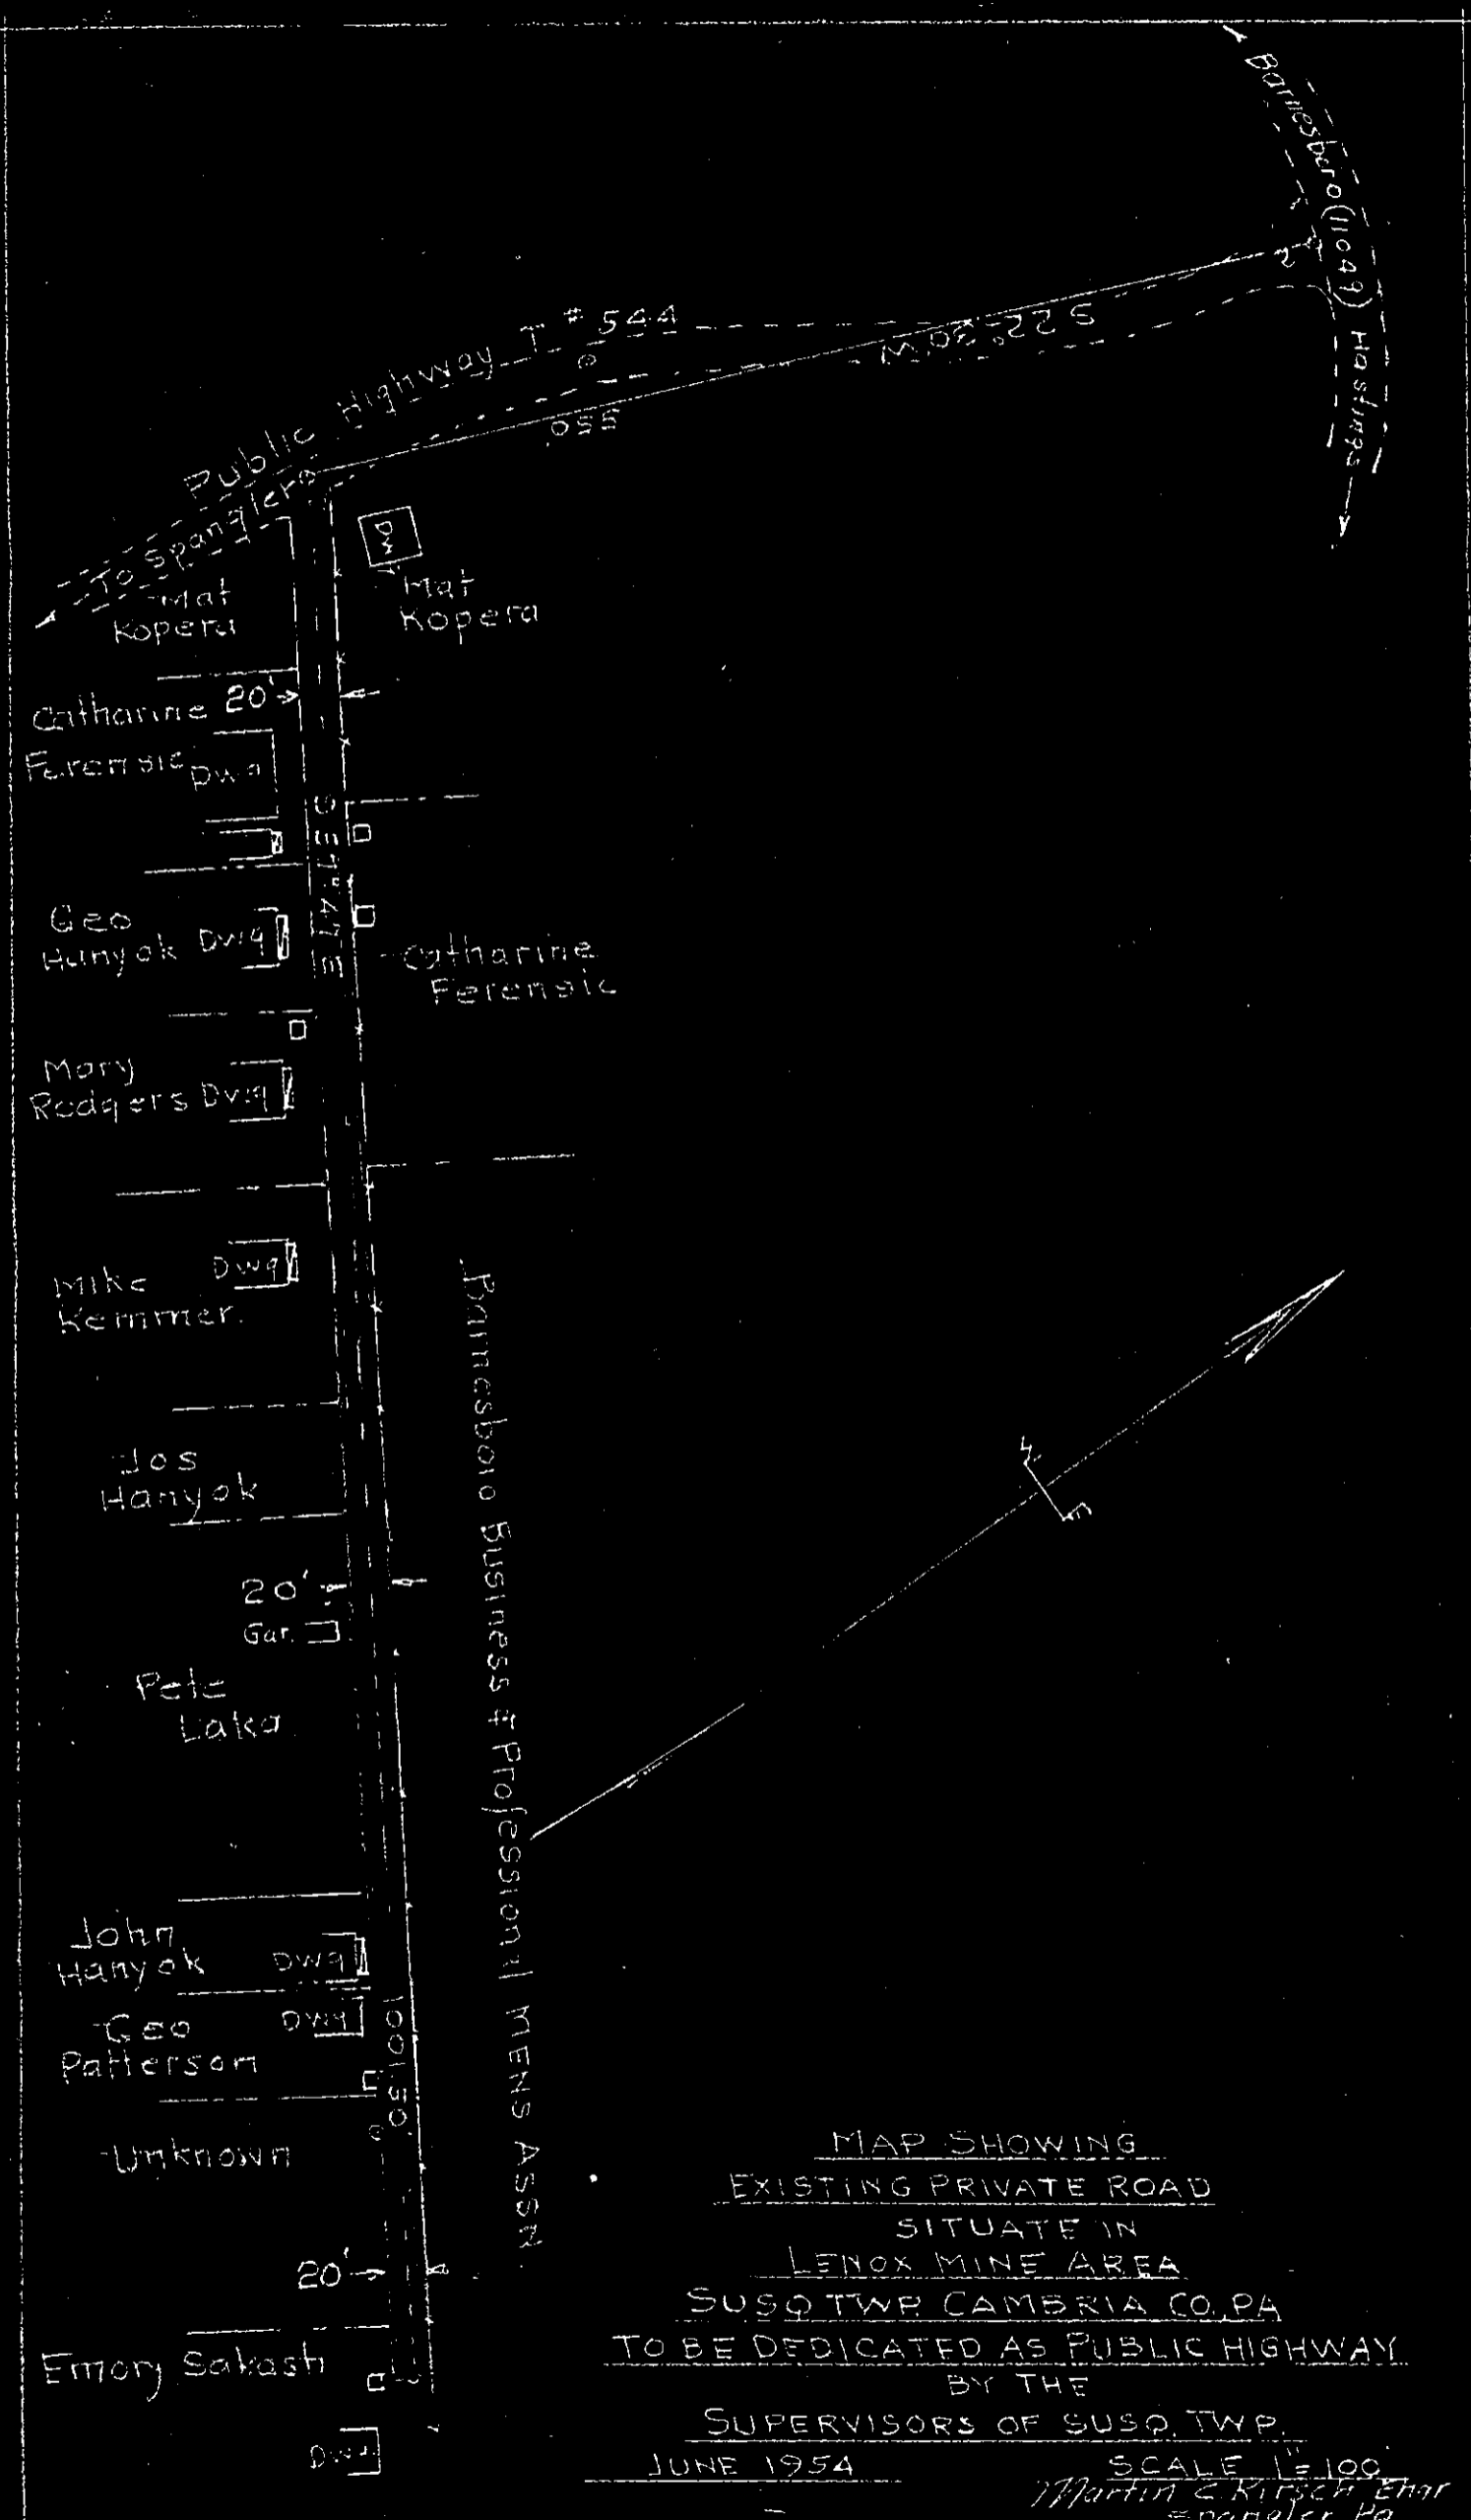 Barnesboro (11049) Hastings
Public Highway T #544
S 22°-30' W
550'
To Spanglers
Dwg
Mat
Kopera
Mat
Kopera
20'
Catharine
Ferensic
Dwg
Geo
Hanyok
Dwg
S 57° 47' E
Catharine
Ferensic
Mary
Rodgers
Dwg
Mike
Kemmer
Dwg
Jos
Hanyok
20'
Gar.
Pete
Laka
Barnesboro Business & Professional MENS ASSN.
John
Hanyok
Dwg
Geo
Patterson
Dwg
1001.50'
Unknown
20'
Emory Sakash
Dwg
MAP SHOWING
EXISTING PRIVATE ROAD
SITUATE IN
LENOX MINE AREA
SUSQ TWP. CAMBRIA CO. PA
TO BE DEDICATED AS PUBLIC HIGHWAY
BY THE
SUPERVISORS OF SUSQ. TWP.
JUNE 1954 SCALE 1"=100'
Martin C. Kirsch Engr
Spangler Pa